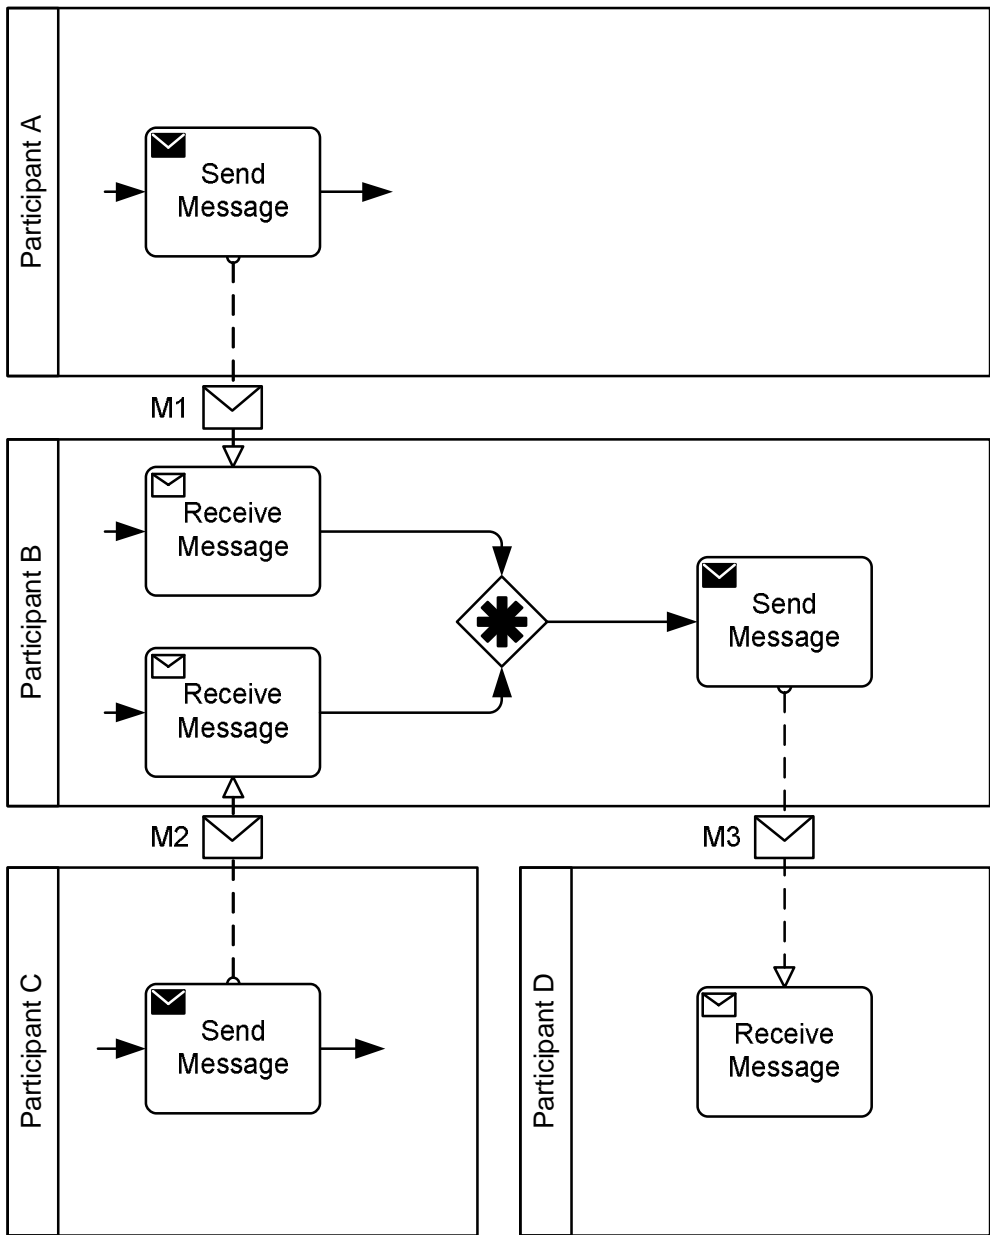 Participant A
Send
Message
M1
Participant B
Receive
Message
Receive
Message
Send
Message
M2
M3
Participant C
Send
Message
Participant D
Receive
Message